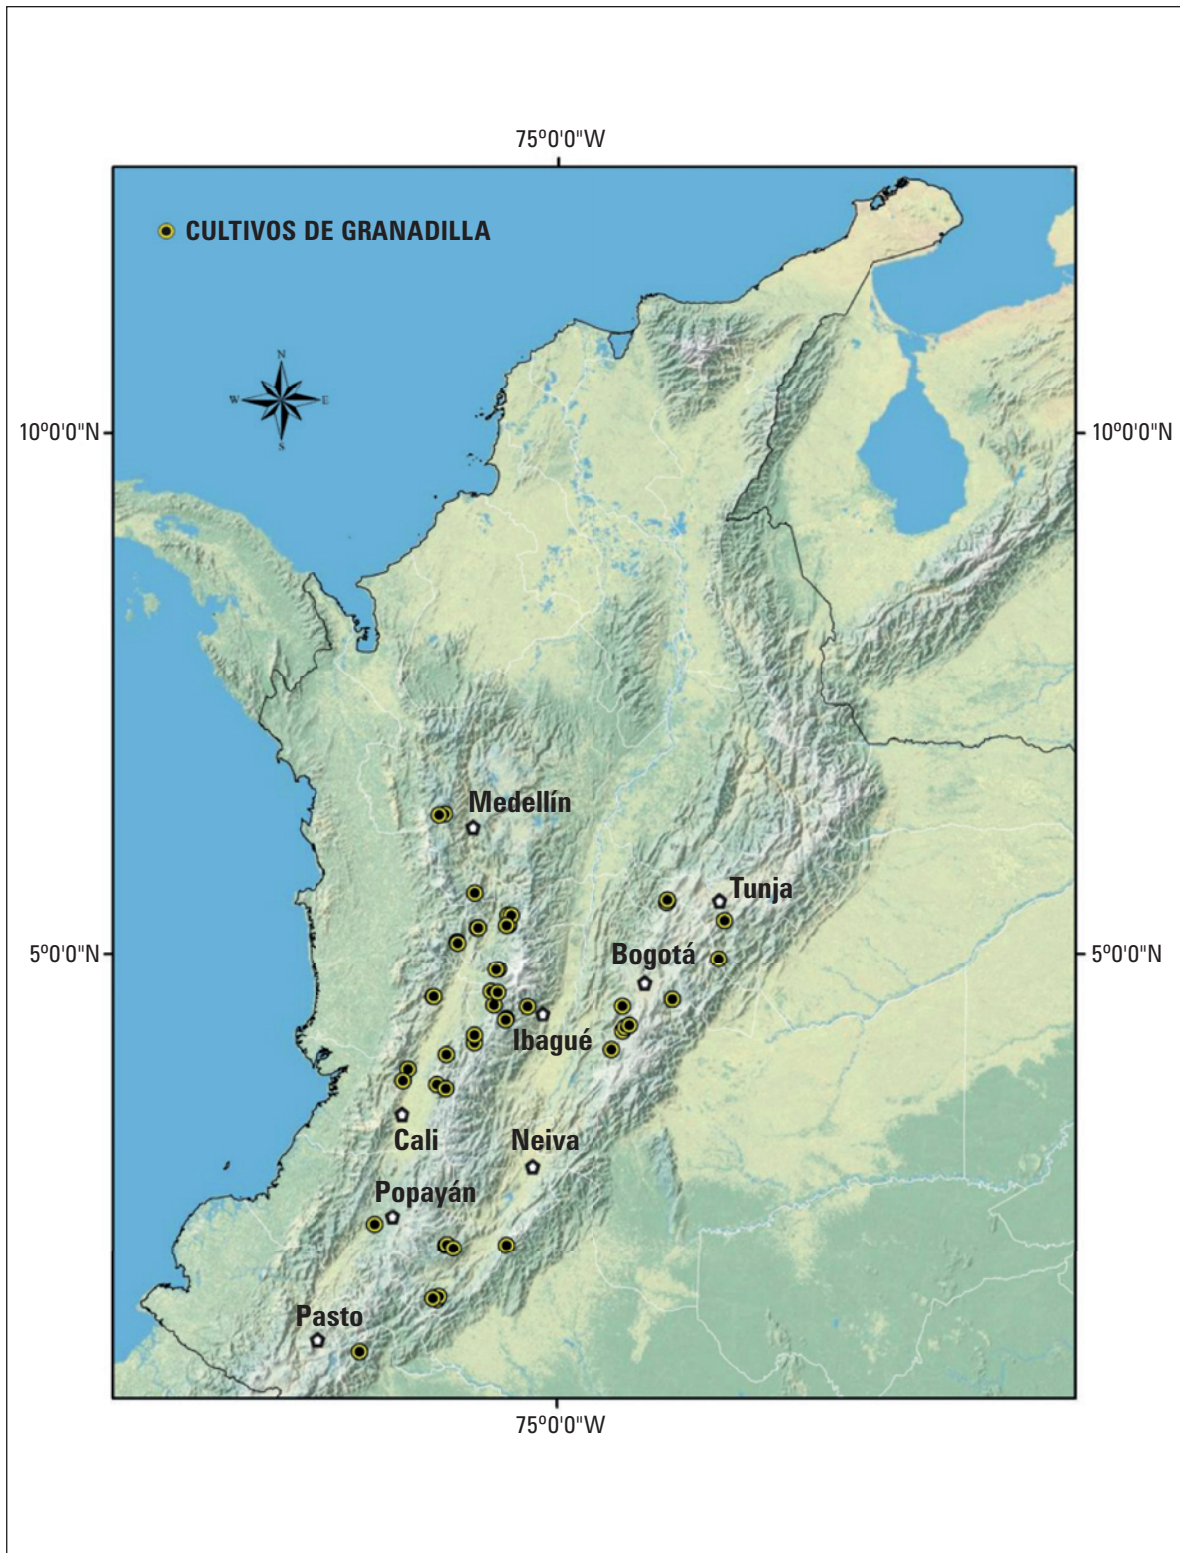 75º0'0"W
CULTIVOS DE GRANADILLA
N
W E
S
10º0'0"N 10º0'0"N
Medellín
Tunja
5º0'0"N 5º0'0"N
Bogotá
Ibagué
Cali Neiva
Popayán
Pasto
75º0'0"W